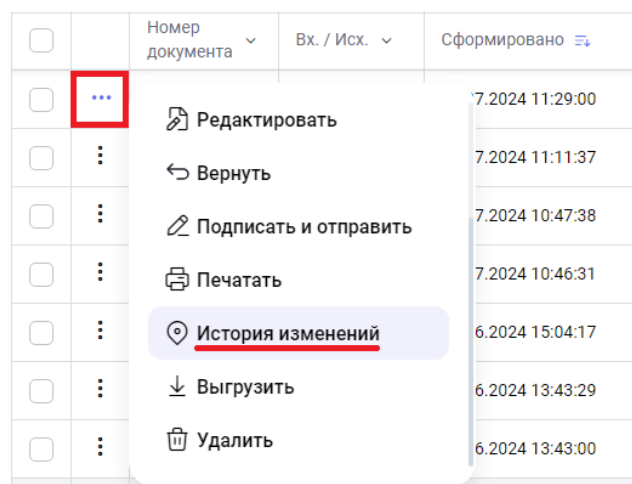 Номер
документа
Вх. / Исх.
Сформировано
7.2024 11:29:00
Редактировать
7.2024 11:11:37
Вернуть
7.2024 10:47:38
Подписать и отправить
7.2024 10:46:31
Печатать
6.2024 15:04:17
История изменений
6.2024 13:43:29
Выгрузить
6.2024 13:43:00
Удалить